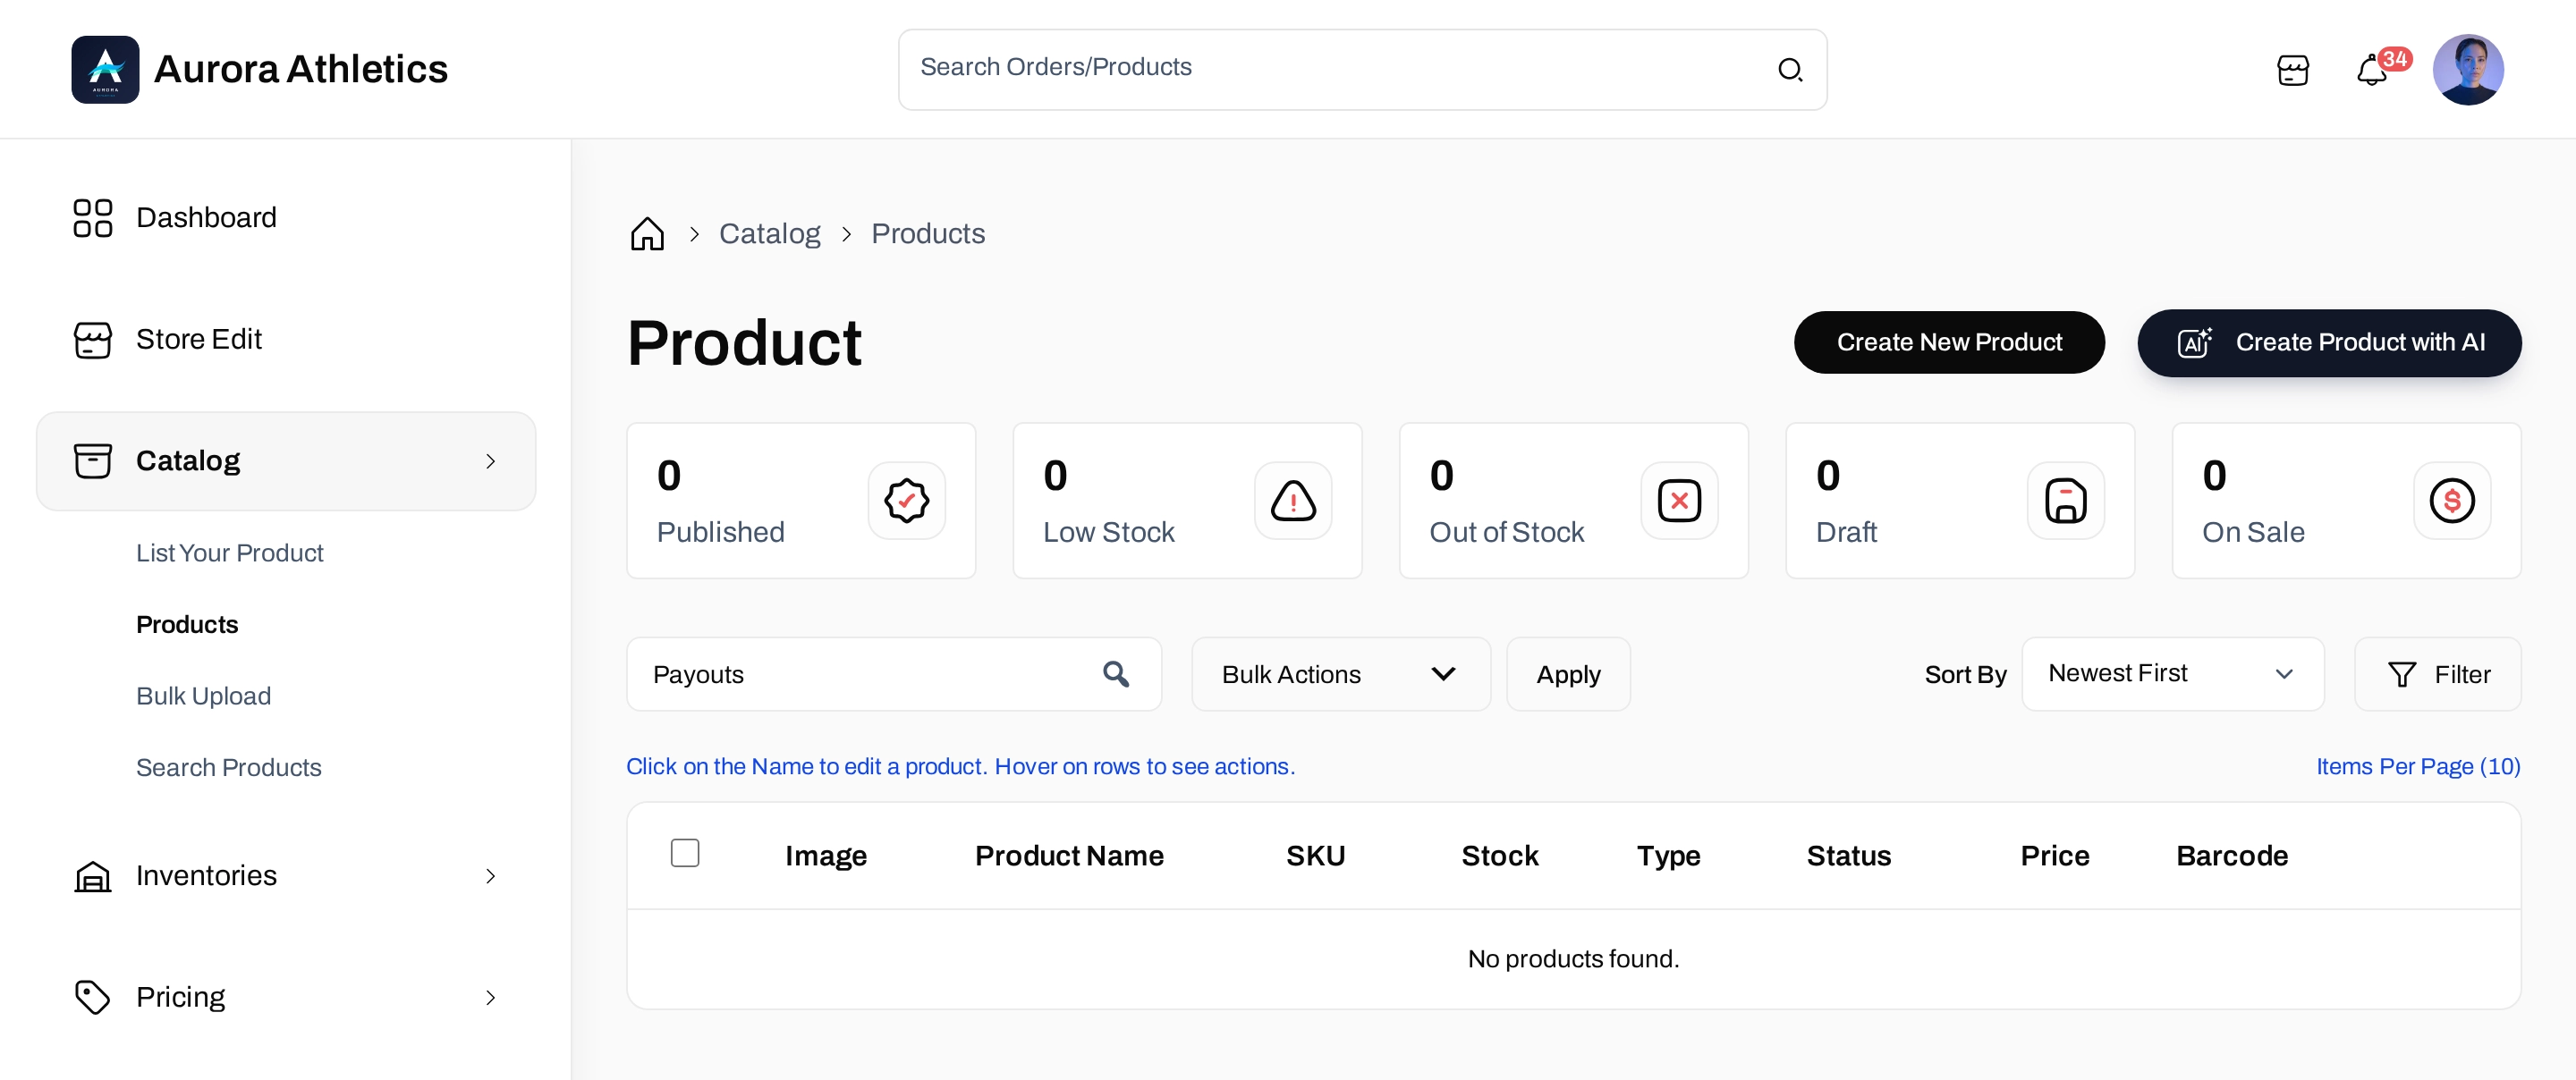 AURORA
Aurora Athletics
Search Orders/Products
34
Dashboard
Store Edit
Catalog
List Your Product
Products
Bulk Upload
Search Products
Inventories
Pricing
Catalog
Products
Product
Create New Product
AI
Create Product with AI
0
Published
0
Low Stock
0
Out of Stock
0
Draft
0
On Sale
Payouts
Bulk Actions
Apply
Sort By
Newest First
Filter
Click on the Name to edit a product. Hover on rows to see actions.
Items Per Page (10)
Image Product Name SKU Stock Type Status Price Barcode
No products found.